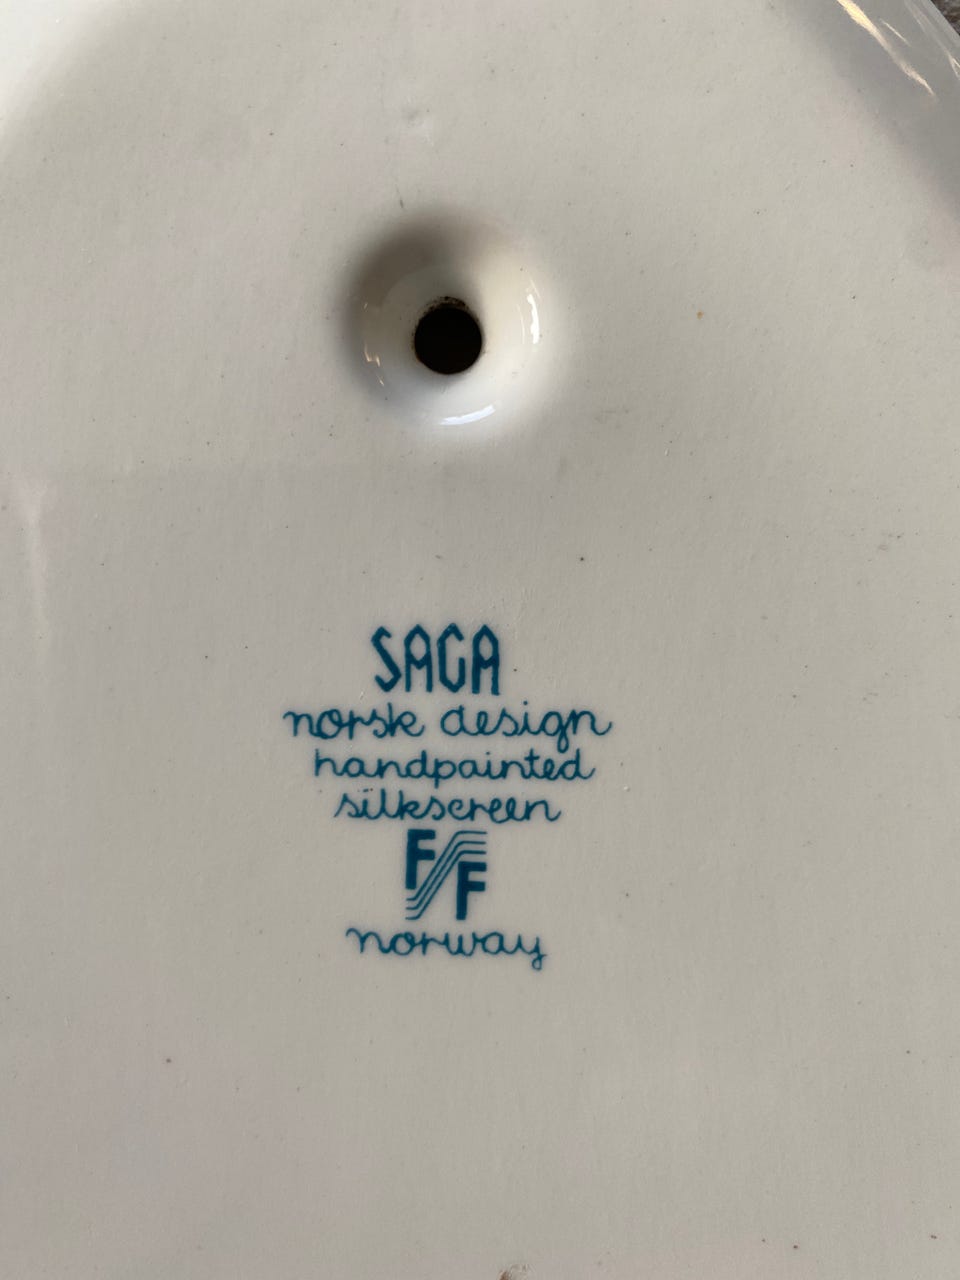 SAGA
norsk design
handpainted
silkscreen
F/F
norway